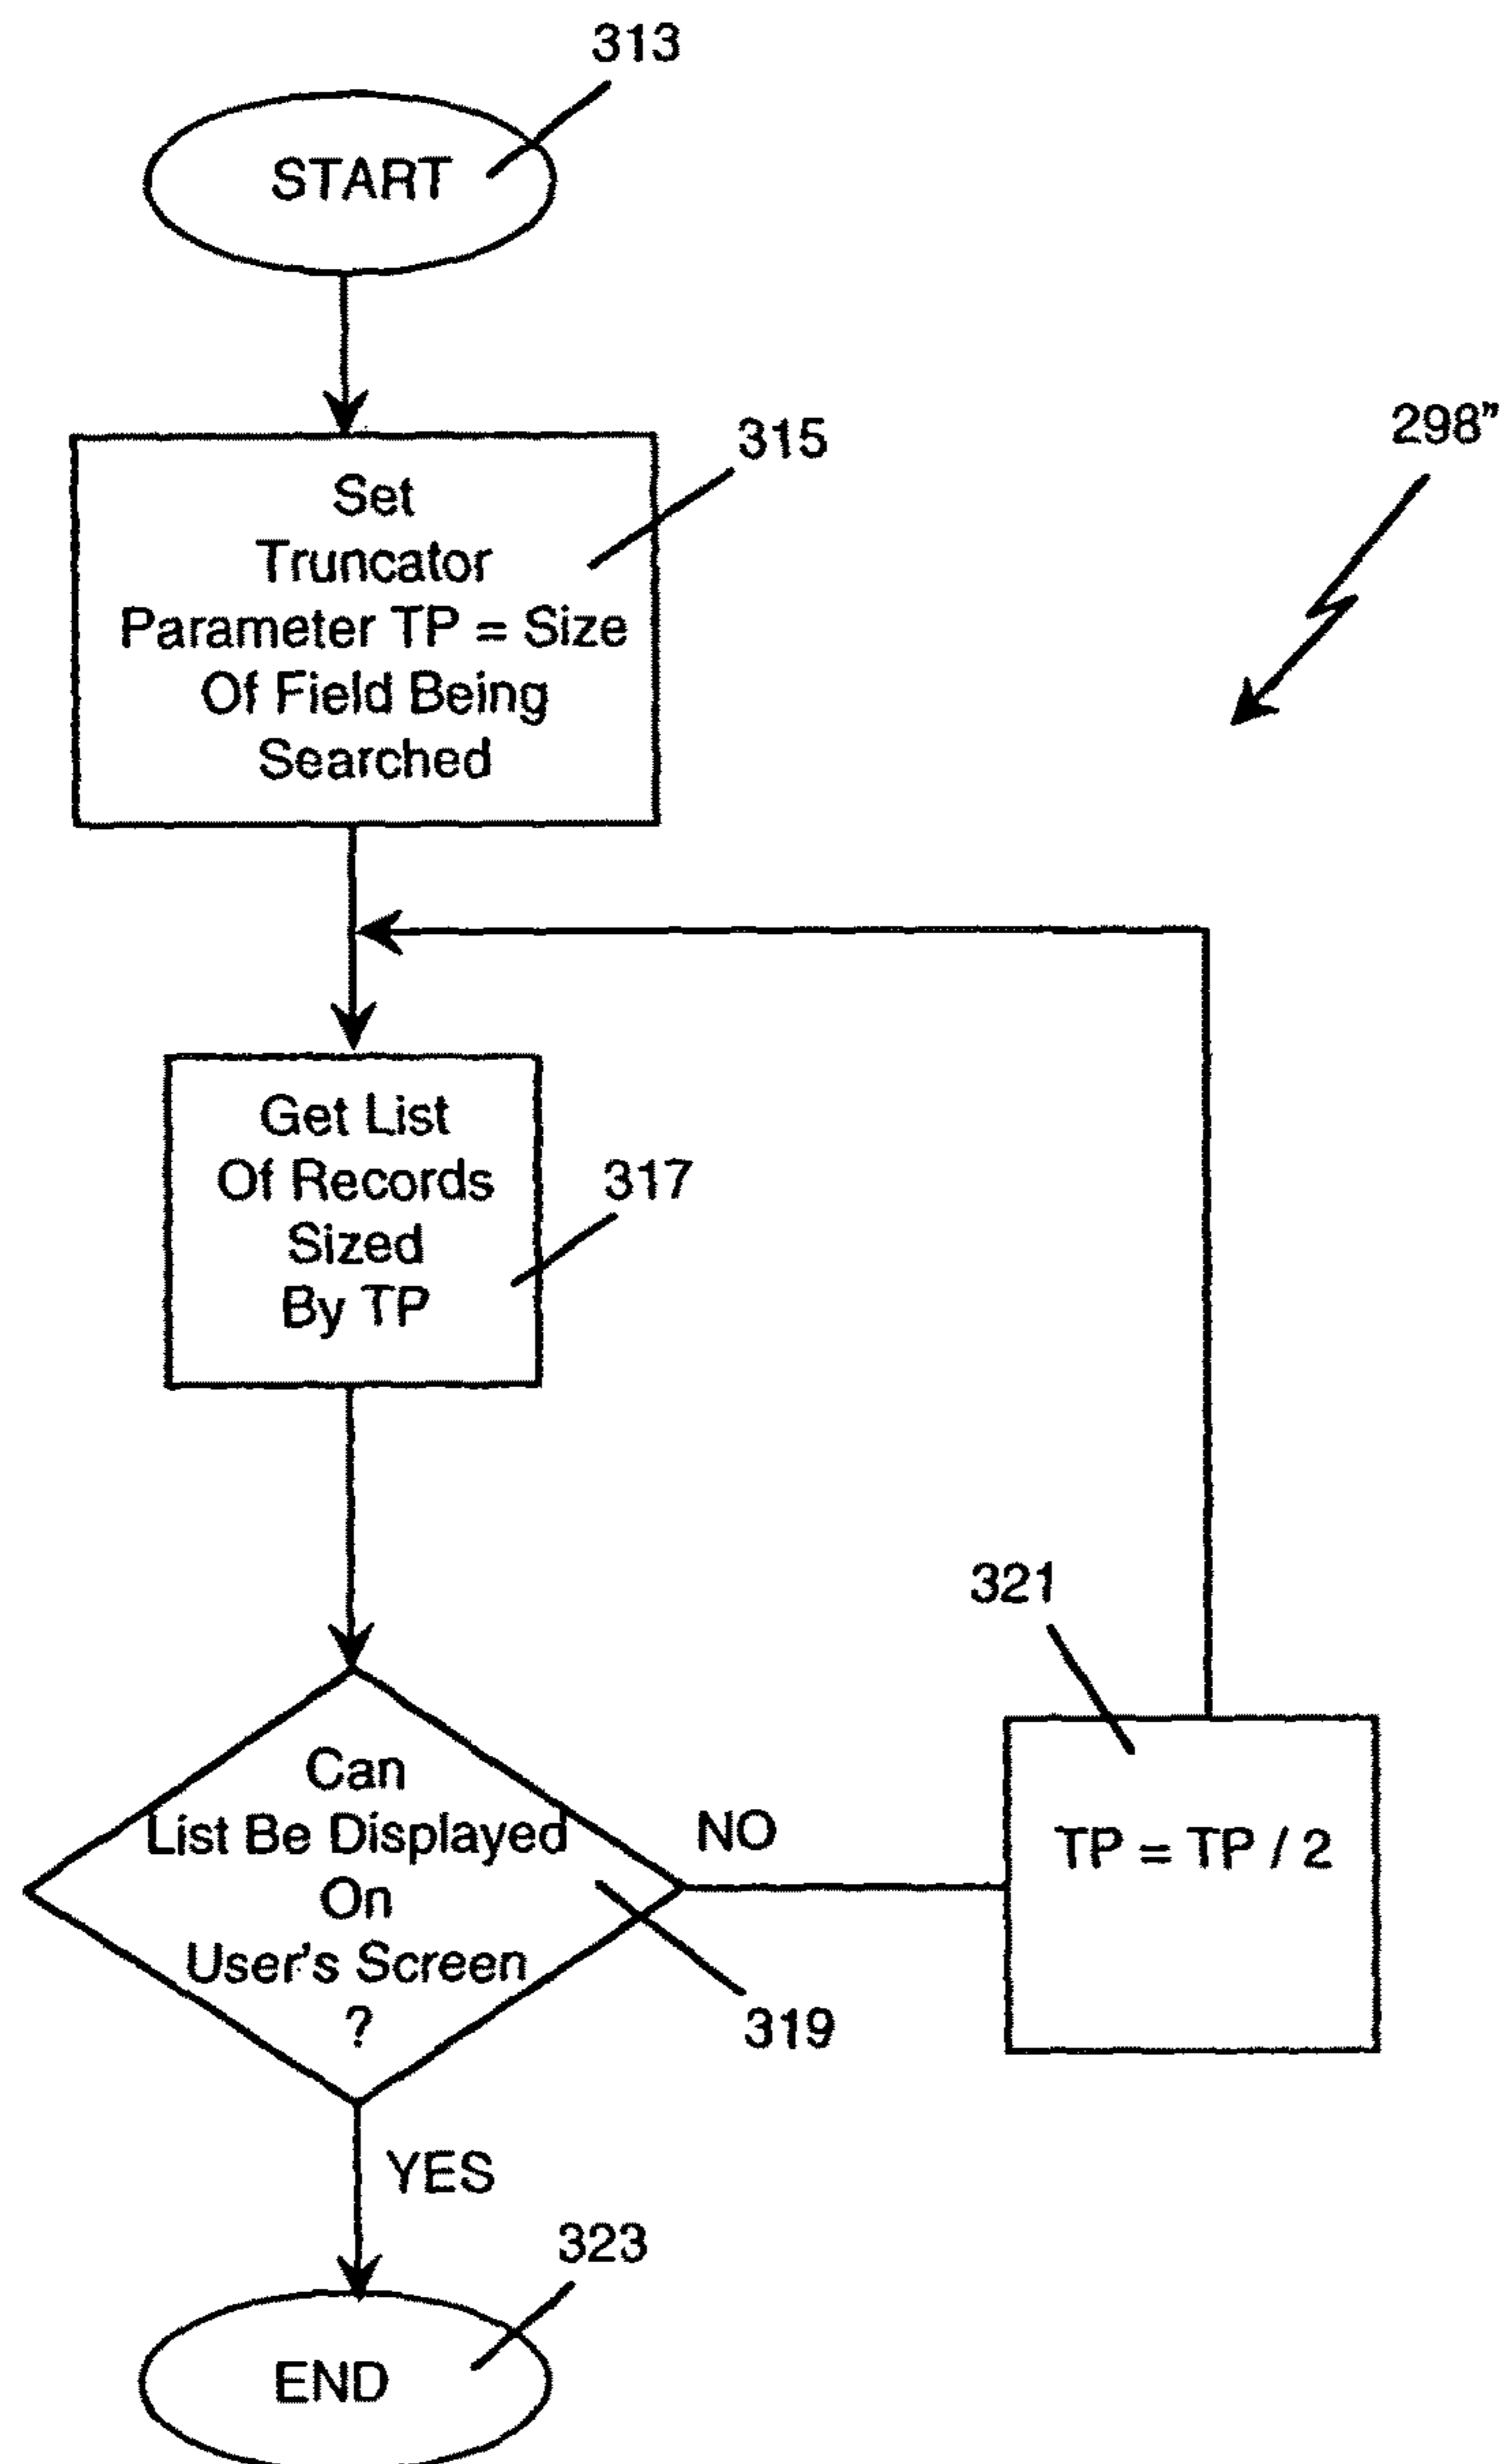 313
START
315
Set
Truncator
Parameter TP = Size
Of Field Being
Searched
298”
Get List
Of Records
Sized
By TP
317
321
Can
List Be Displayed
On
User's Screen
?
NO
TP = TP / 2
319
YES
323
END